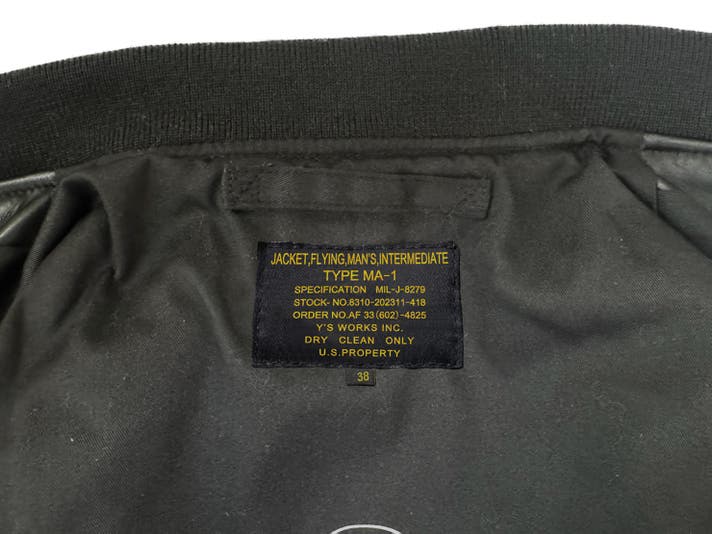 JACKET,FLYING,MAN'S,INTERMEDIATE
TYPE MA-1
SPECIFICATION MIL-J-8279
STOCK- NO.8310-202311-418
ORDER NO.AF 33(602)-4825
Y'S WORKS INC.
DRY CLEAN ONLY
U.S.PROPERTY
38